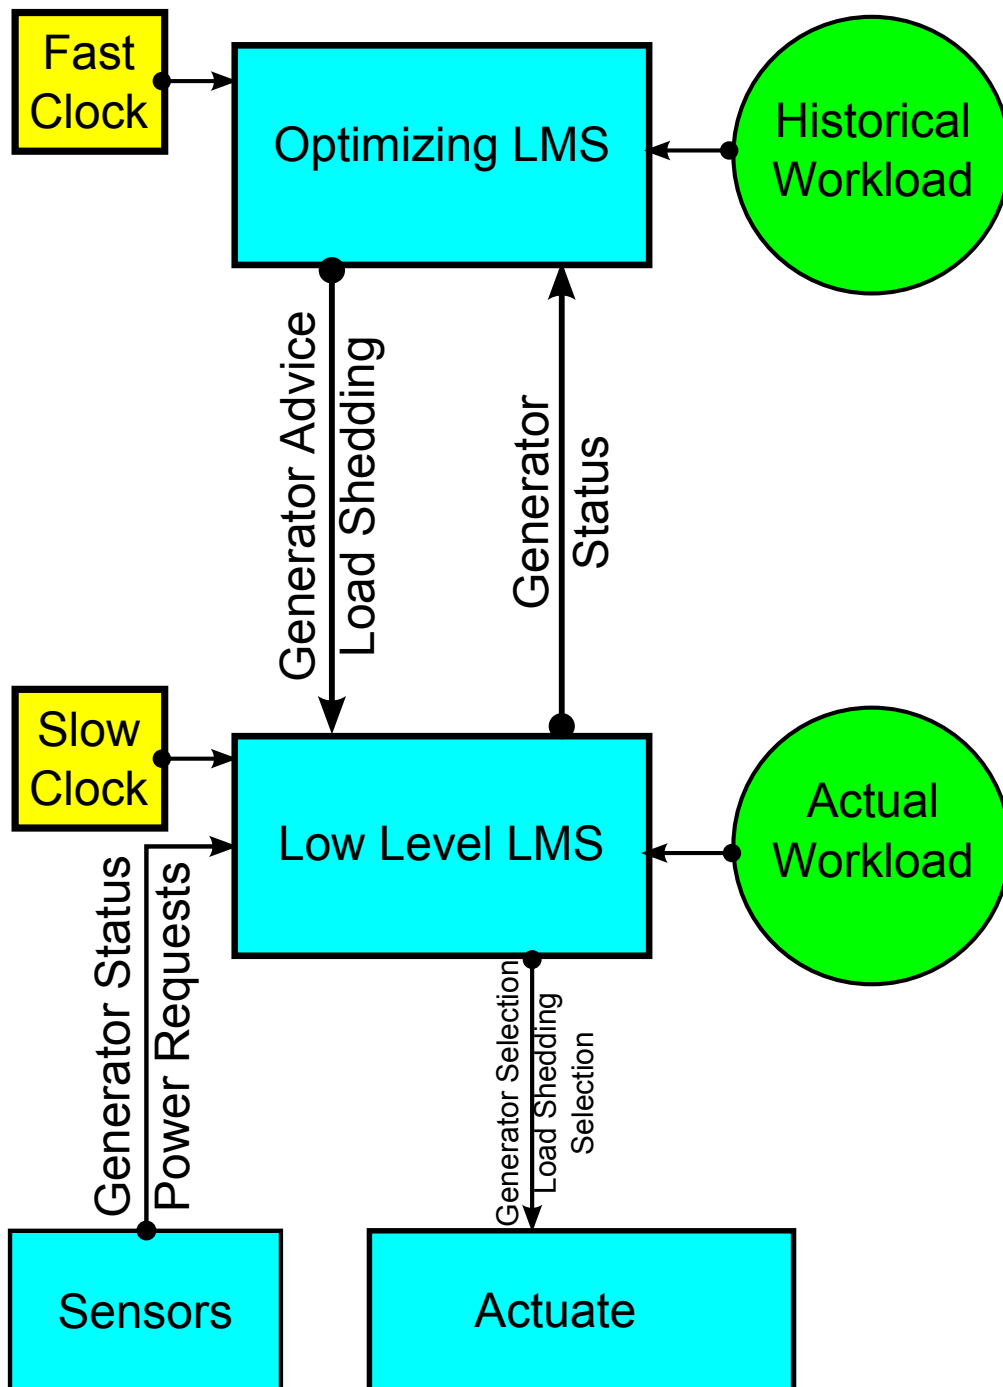 Fast
Clock
Optimizing LMS
Historical
Workload
Generator Advice
Load Shedding
Generator
Status
Slow
Clock
Low Level LMS
Actual
Workload
Generator Status
Power Requests
Generator Selection
Load Shedding
Selection
Sensors
Actuate